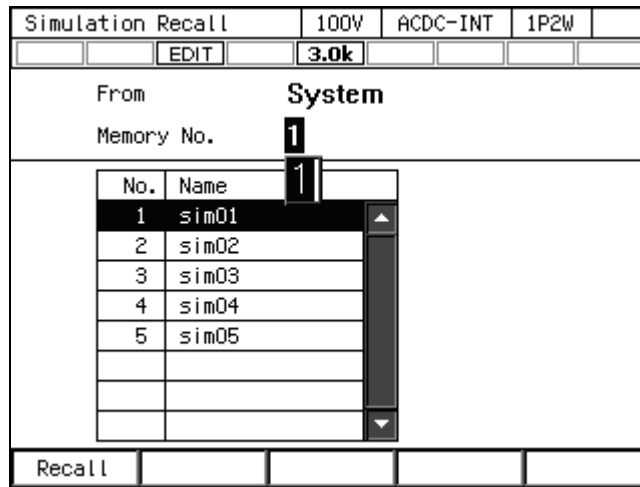 Simulation Recall 100V ACDC-INT 1P2W
EDIT 3.0k
From System
Memory No. 1
1
No. Name
1 sim01
2 sim02
3 sim03
4 sim04
5 sim05
Recall